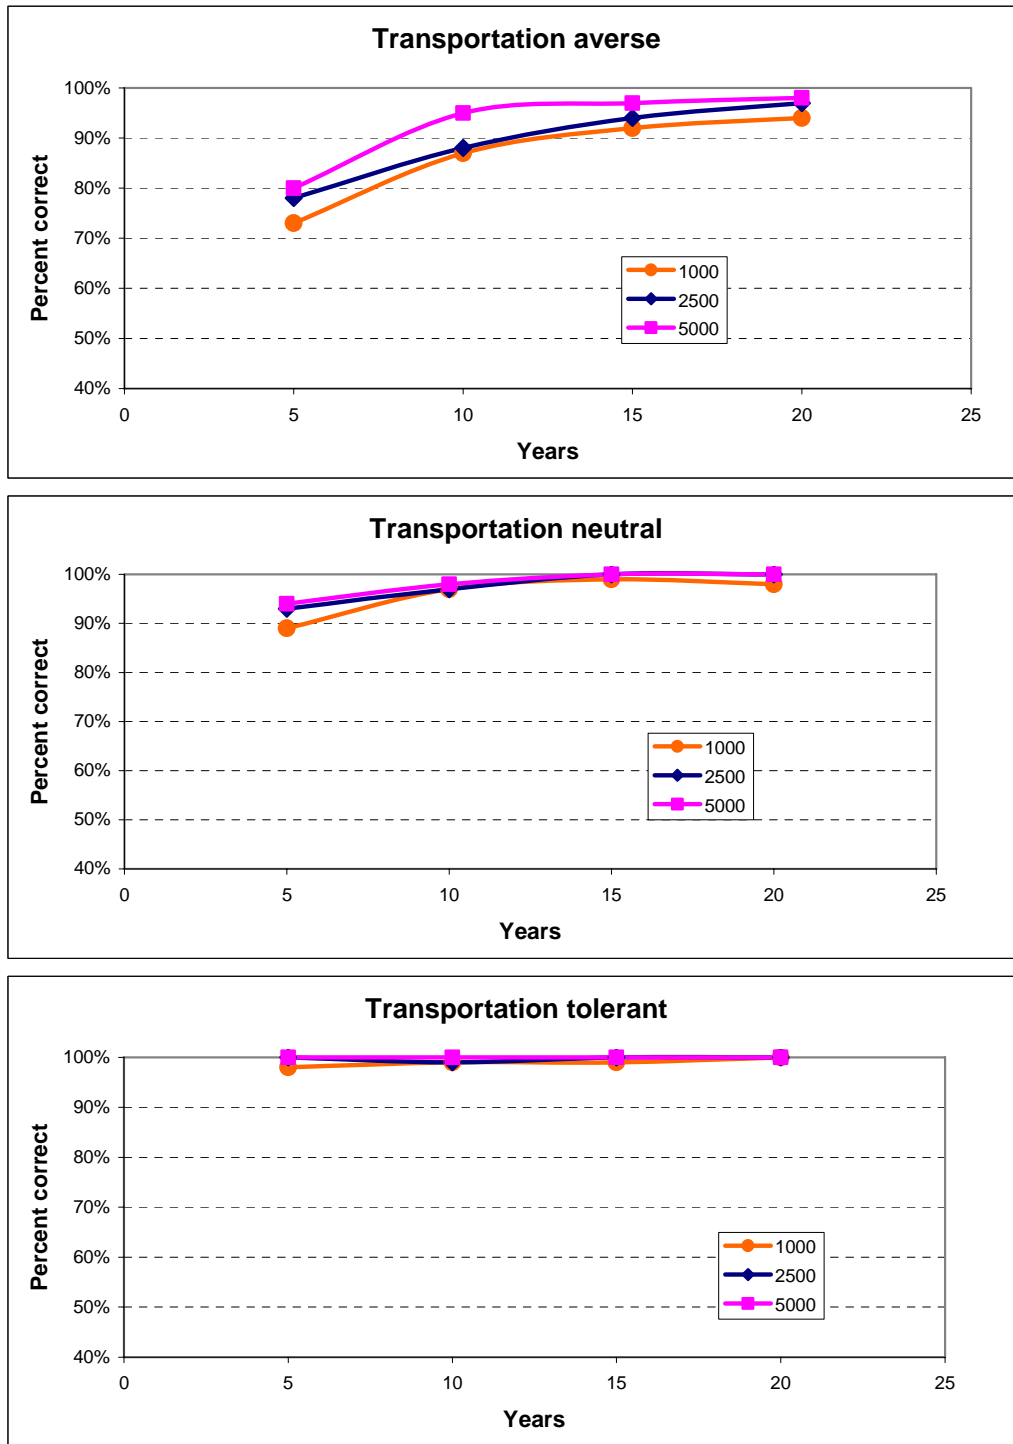 Transportation averse
100%
90%
80%
70%
60%
50%
40%
Percent correct
1000
2500
5000
0 5 10 15 20 25
Years
Transportation neutral
100%
90%
80%
70%
60%
50%
40%
Percent correct
1000
2500
5000
0 5 10 15 20 25
Years
Transportation tolerant
100%
90%
80%
70%
60%
50%
40%
Percent correct
1000
2500
5000
0 5 10 15 20 25
Years